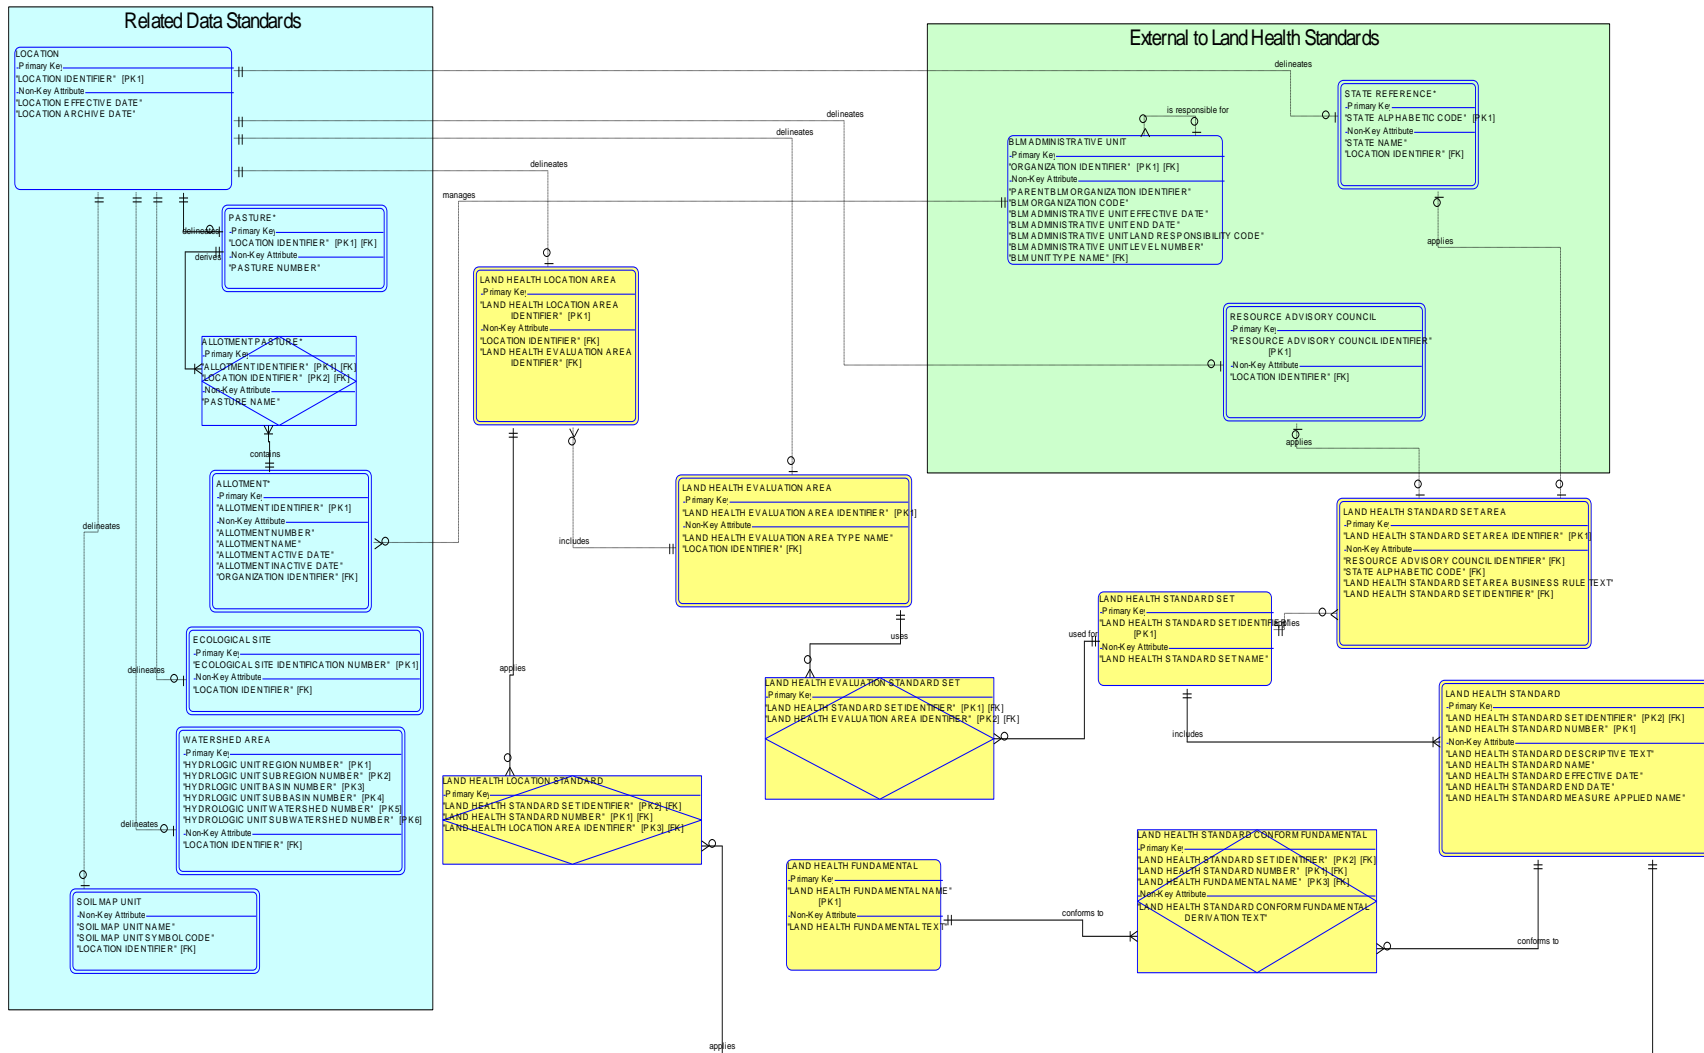 Related Data Standards
LOCATION
-Primary Key
"LOCATION IDENTIFIER" [PK1]
-Non-Key Attribute
"LOCATION EFFECTIVE DATE"
"LOCATION ARCHIVE DATE"
PASTURE*
-Primary Key
"LOCATION IDENTIFIER" [PK1] [FK]
-Non-Key Attribute
"PASTURE NUMBER"
delineates
derives
ALLOTMENT PASTURE*
-Primary Key
"ALLOTMENT IDENTIFIER" [PK1] [FK]
"LOCATION IDENTIFIER" [PK2] [FK]
-Non-Key Attribute
"PASTURE NAME"
contains
ALLOTMENT*
-Primary Key
"ALLOTMENT IDENTIFIER" [PK1]
-Non-Key Attribute
"ALLOTMENT NUMBER"
"ALLOTMENT NAME"
"ALLOTMENT ACTIVE DATE"
"ALLOTMENT INACTIVE DATE"
"ORGANIZATION IDENTIFIER" [FK]
delineates
ECOLOGICAL SITE
-Primary Key
"ECOLOGICAL SITE IDENTIFICATION NUMBER" [PK1]
-Non-Key Attribute
"LOCATION IDENTIFIER" [FK]
delineates
WATERSHED AREA
-Primary Key
"HYDRLOGIC UNIT REGION NUMBER" [PK1]
"HYDRLOGIC UNIT SUBREGION NUMBER" [PK2]
"HYDROLOGIC UNIT BASIN NUMBER" [PK3]
"HYDRLOGIC UNIT SUBBASIN NUMBER" [PK4]
"HYDROLOGIC UNIT WATERSHED NUMBER" [PK5]
"HYDROLOGIC UNIT SUBWATERSHED NUMBER" [PK6]
-Non-Key Attribute
"LOCATION IDENTIFIER" [FK]
delineates
SOIL MAP UNIT
-Non-Key Attribute
"SOIL MAP UNIT NAME"
"SOIL MAP UNIT SYMBOL CODE"
"LOCATION IDENTIFIER" [FK]
External to Land Health Standards
delineates
delineates
delineates
delineates
manages
is responsible for
BLM ADMINISTRATIVE UNIT
-Primary Key
"ORGANIZATION IDENTIFIER" [PK1] [FK]
-Non-Key Attribute
"PARENT BLM ORGANIZATION IDENTIFIER"
"BLM ORGANIZATION CODE"
"BLM ADMINISTRATIVE UNIT EFFECTIVE DATE"
"BLM ADMINISTRATIVE UNIT END DATE"
"BLM ADMINISTRATIVE UNIT LAND RESPONSIBILITY CODE"
"BLM ADMINISTRATIVE UNIT LEVEL NUMBER"
"BLM UNIT TYPE NAME" [FK]
STATE REFERENCE*
-Primary Key
"STATE ALPHABETIC CODE" [PK1]
-Non-Key Attribute
"STATE NAME"
"LOCATION IDENTIFIER" [FK]
applies
RESOURCE ADVISORY COUNCIL
-Primary Key
"RESOURCE ADVISORY COUNCIL IDENTIFIER"
[PK1]
-Non-Key Attribute
"LOCATION IDENTIFIER" [FK]
applies
LAND HEALTH LOCATION AREA
-Primary Key
"LAND HEALTH LOCATION AREA
IDENTIFIER" [PK1]
-Non-Key Attribute
"LOCATION IDENTIFIER" [FK]
"LAND HEALTH EVALUATION AREA
IDENTIFIER" [FK]
includes
applies
LAND HEALTH EVALUATION AREA
-Primary Key
"LAND HEALTH EVALUATION AREA IDENTIFIER" [PK1]
-Non-Key Attribute
"LAND HEALTH EVALUATION AREA TYPE NAME"
"LOCATION IDENTIFIER" [FK]
uses
LAND HEALTH EVALUATION STANDARD SET
-Primary Key
"LAND HEALTH STANDARD SET IDENTIFIER" [PK1] [FK]
"LAND HEALTH EVALUATION AREA IDENTIFIER" [PK2] [FK]
used for
LAND HEALTH STANDARD SET
-Primary Key
"LAND HEALTH STANDARD SET IDENTIFIER"
[PK1]
-Non-Key Attribute
"LAND HEALTH STANDARD SET NAME"
applies
includes
LAND HEALTH STANDARD SET AREA
-Primary Key
"LAND HEALTH STANDARD SET AREA IDENTIFIER" [PK1]
-Non-Key Attribute
"RESOURCE ADVISORY COUNCIL IDENTIFIER" [FK]
"STATE ALPHABETIC CODE" [FK]
"LAND HEALTH STANDARD SET AREA BUSINESS RULE TEXT"
"LAND HEALTH STANDARD SET IDENTIFIER" [FK]
LAND HEALTH STANDARD
-Primary Key
"LAND HEALTH STANDARD SET IDENTIFIER" [PK2] [FK]
"LAND HEALTH STANDARD NUMBER" [PK1]
-Non-Key Attribute
"LAND HEALTH STANDARD DESCRIPTIVE TEXT"
"LAND HEALTH STANDARD NAME"
"LAND HEALTH STANDARD EFFECTIVE DATE"
"LAND HEALTH STANDARD END DATE"
"LAND HEALTH STANDARD MEASURE APPLIED NAME"
LAND HEALTH LOCATION STANDARD
-Primary Key
"LAND HEALTH STANDARD SET IDENTIFIER" [PK2] [FK]
"LAND HEALTH STANDARD NUMBER" [PK1] [FK]
"LAND HEALTH LOCATION AREA IDENTIFIER" [PK3] [FK]
LAND HEALTH FUNDAMENTAL
-Primary Key
"LAND HEALTH FUNDAMENTAL NAME"
[PK1]
-Non-Key Attribute
"LAND HEALTH FUNDAMENTAL TEXT"
conforms to
LAND HEALTH STANDARD CONFORM FUNDAMENTAL
-Primary Key
"LAND HEALTH STANDARD SET IDENTIFIER" [PK2] [FK]
"LAND HEALTH STANDARD NUMBER" [PK1] [FK]
"LAND HEALTH FUNDAMENTAL NAME" [PK3] [FK]
-Non-Key Attribute
"LAND HEALTH STANDARD CONFORM FUNDAMENTAL
DERIVATION TEXT"
conforms to
applies